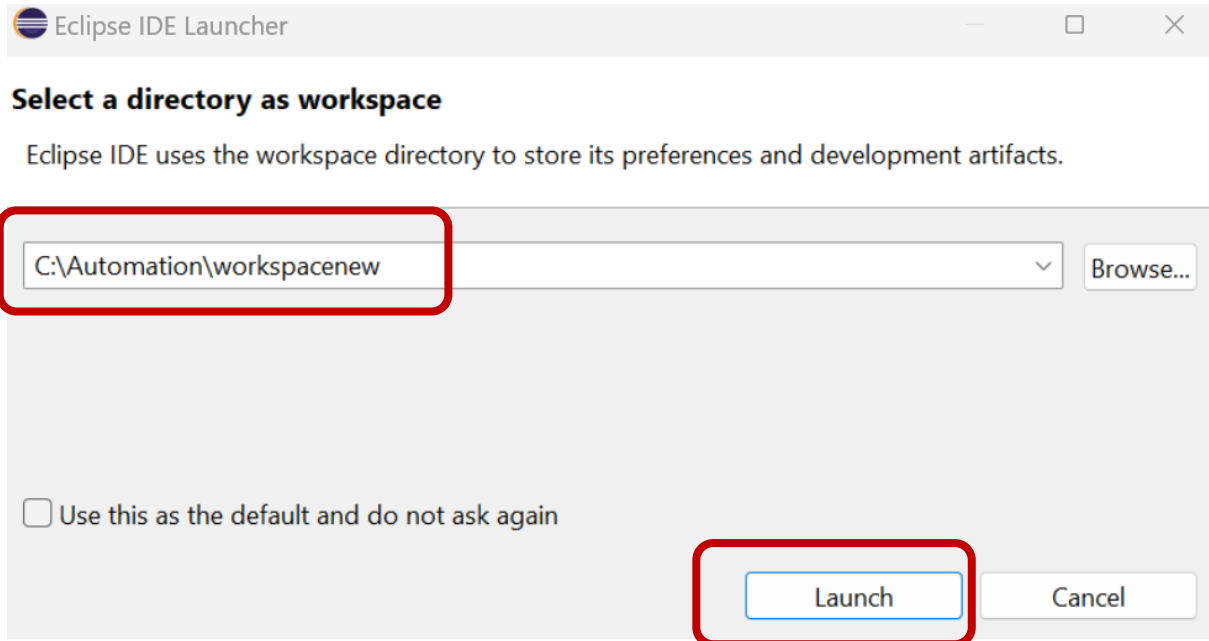 Eclipse IDE Launcher
Select a directory as workspace
Eclipse IDE uses the workspace directory to store its preferences and development artifacts.
C:\Automation\workspacenew
Browse...
Use this as the default and do not ask again
Launch
Cancel